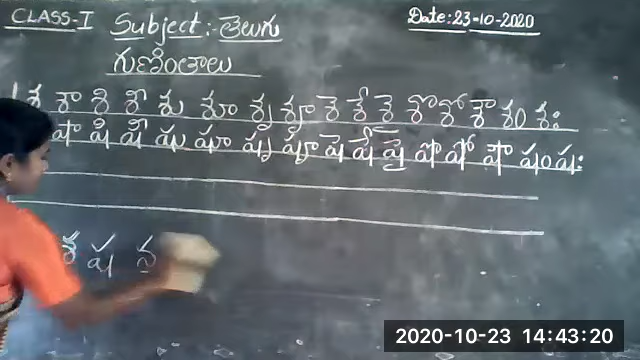 CLASS-I Subject:- తెలుగు Date:23-10-2020
గుణింతాలు
శ శా శి శీ శు శూ శృ శౄ శె శే శై శొ శో శౌ శం శః
షా షి షీ షు షూ షృ షౄ షె షే షై షొ షో షౌ షం షః
శ ష న
2020-10-23 14:43:20